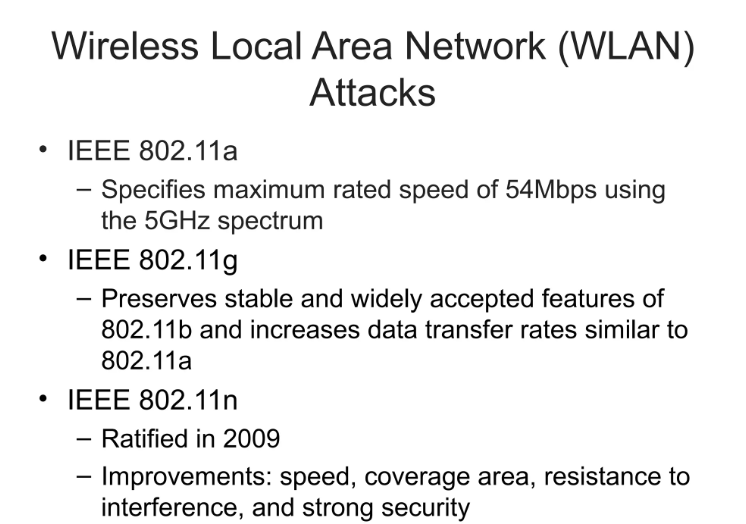 Wireless Local Area Network (WLAN)
Attacks
• IEEE 802.11a
– Specifies maximum rated speed of 54Mbps using
the 5GHz spectrum
• IEEE 802.11g
– Preserves stable and widely accepted features of
802.11b and increases data transfer rates similar to
802.11a
• IEEE 802.11n
– Ratified in 2009
– Improvements: speed, coverage area, resistance to
interference, and strong security